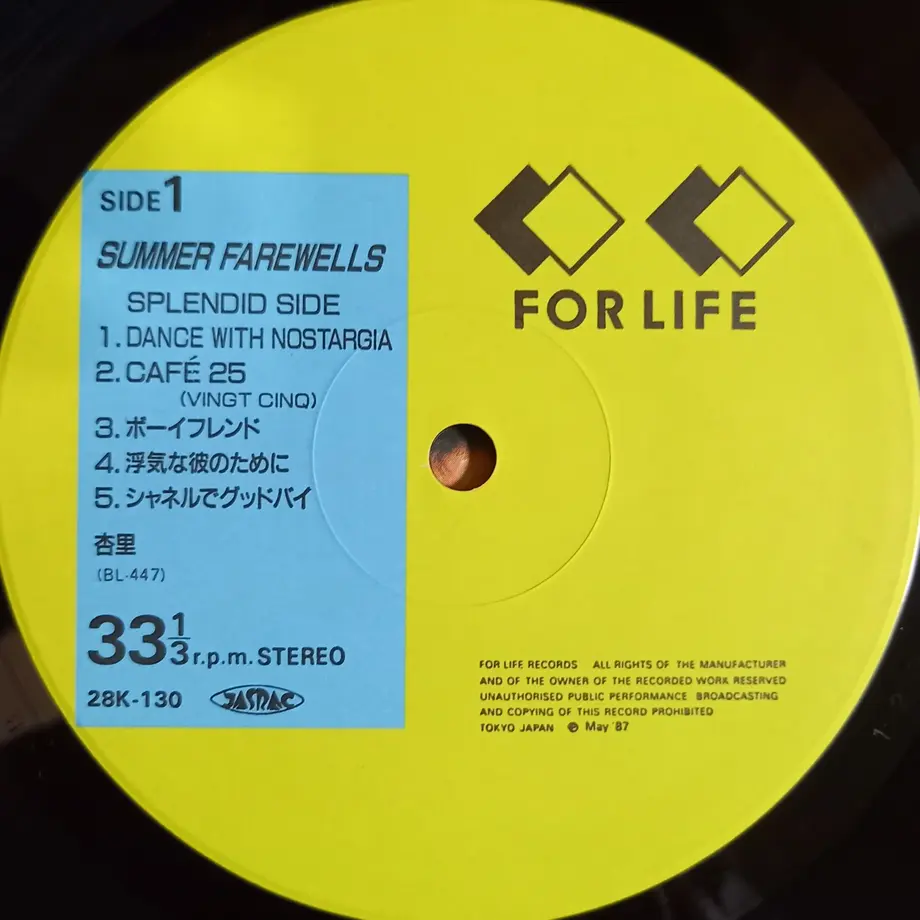 SIDE 1
SUMMER FAREWELLS
SPLENDID SIDE
1. DANCE WITH NOSTARGIA
2. CAFÉ 25
(VINGT CINQ)
3. ボーイフレンド
4. 浮気な彼のために
5. シャネルでグッドバイ
杏里
(BL-447)
33 1/3 r.p.m. STEREO
28K-130 JASRAC
FOR LIFE
FOR LIFE RECORDS ALL RIGHTS OF THE MANUFACTURER
AND OF THE OWNER OF THE RECORDED WORK RESERVED
UNAUTHORISED PUBLIC PERFORMANCE BROADCASTING
AND COPYING OF THIS RECORD PROHIBITED
TOKYO JAPAN ℗ May '87